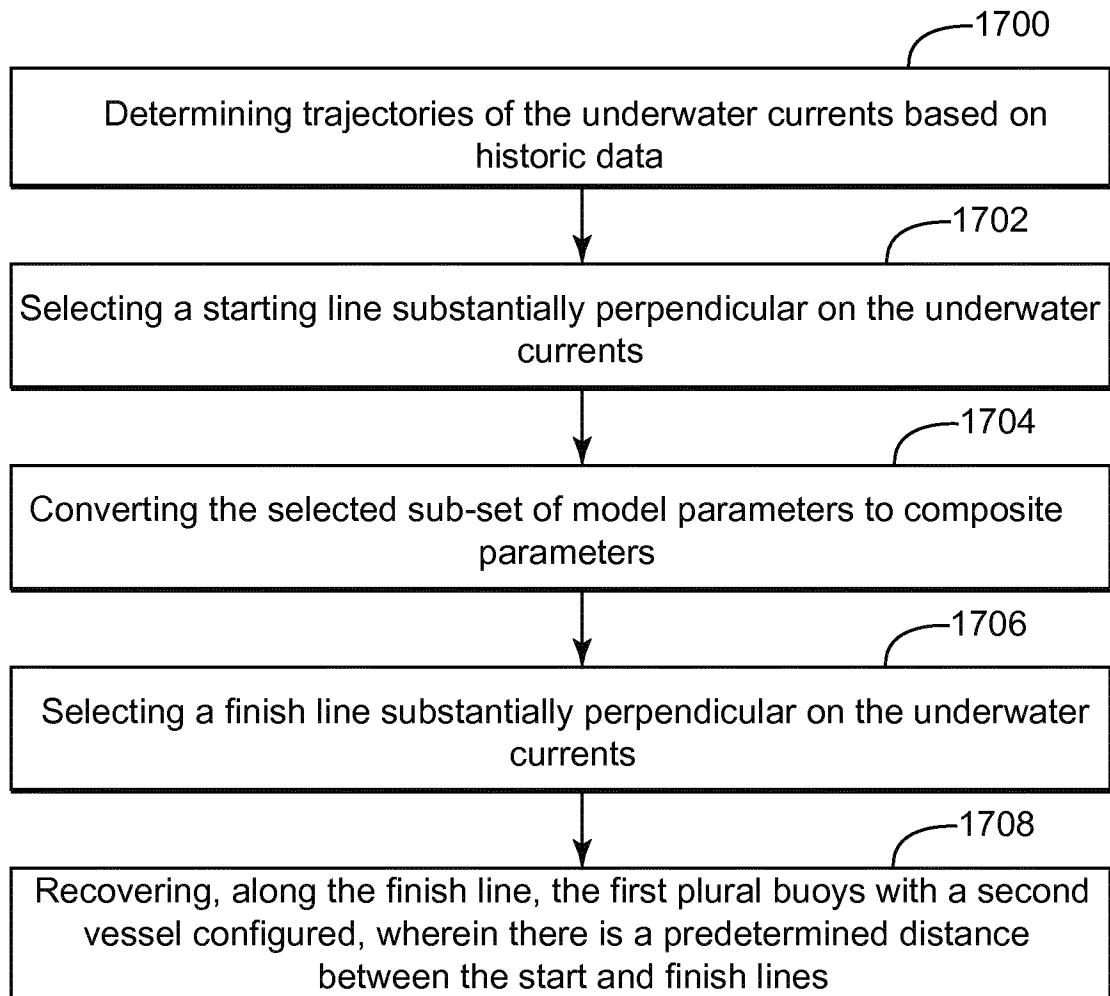 1700
Determining trajectories of the underwater currents based on
historic data
1702
Selecting a starting line substantially perpendicular on the underwater
currents
1704
Converting the selected sub-set of model parameters to composite
parameters
1706
Selecting a finish line substantially perpendicular on the underwater
currents
1708
Recovering, along the finish line, the first plural buoys with a second
vessel configured, wherein there is a predetermined distance
between the start and finish lines